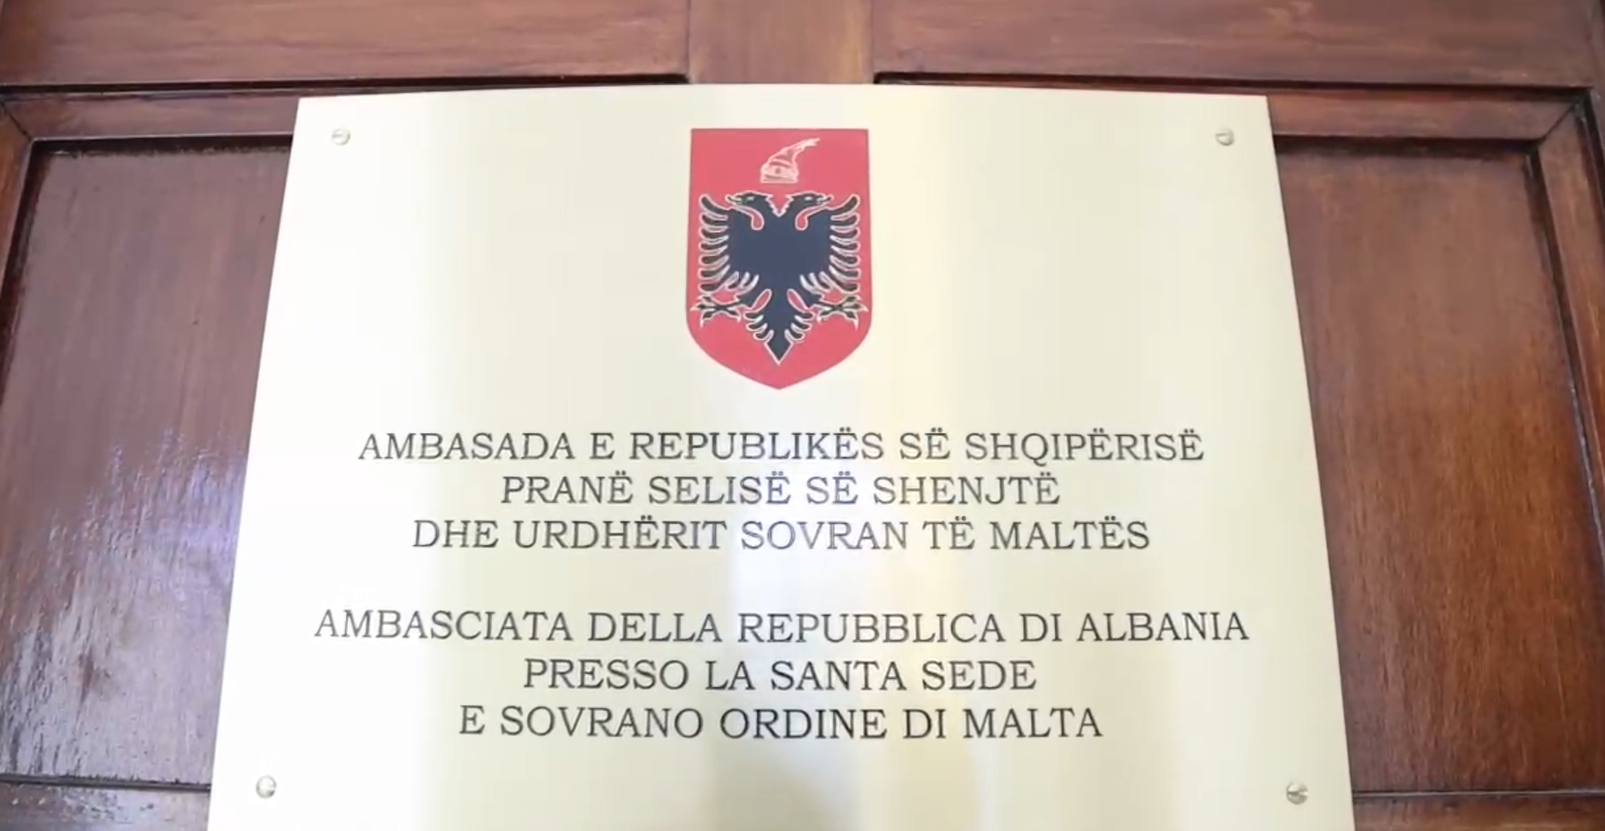 AMBASADA E REPUBLIKËS SË SHQIPËRISË
PRANË SELISË SË SHENJTË
DHE URDHËRIT SOVRAN TË MALTËS
AMBASCIATA DELLA REPUBBLICA DI ALBANIA
PRESSO LA SANTA SEDE
E SOVRANO ORDINE DI MALTA